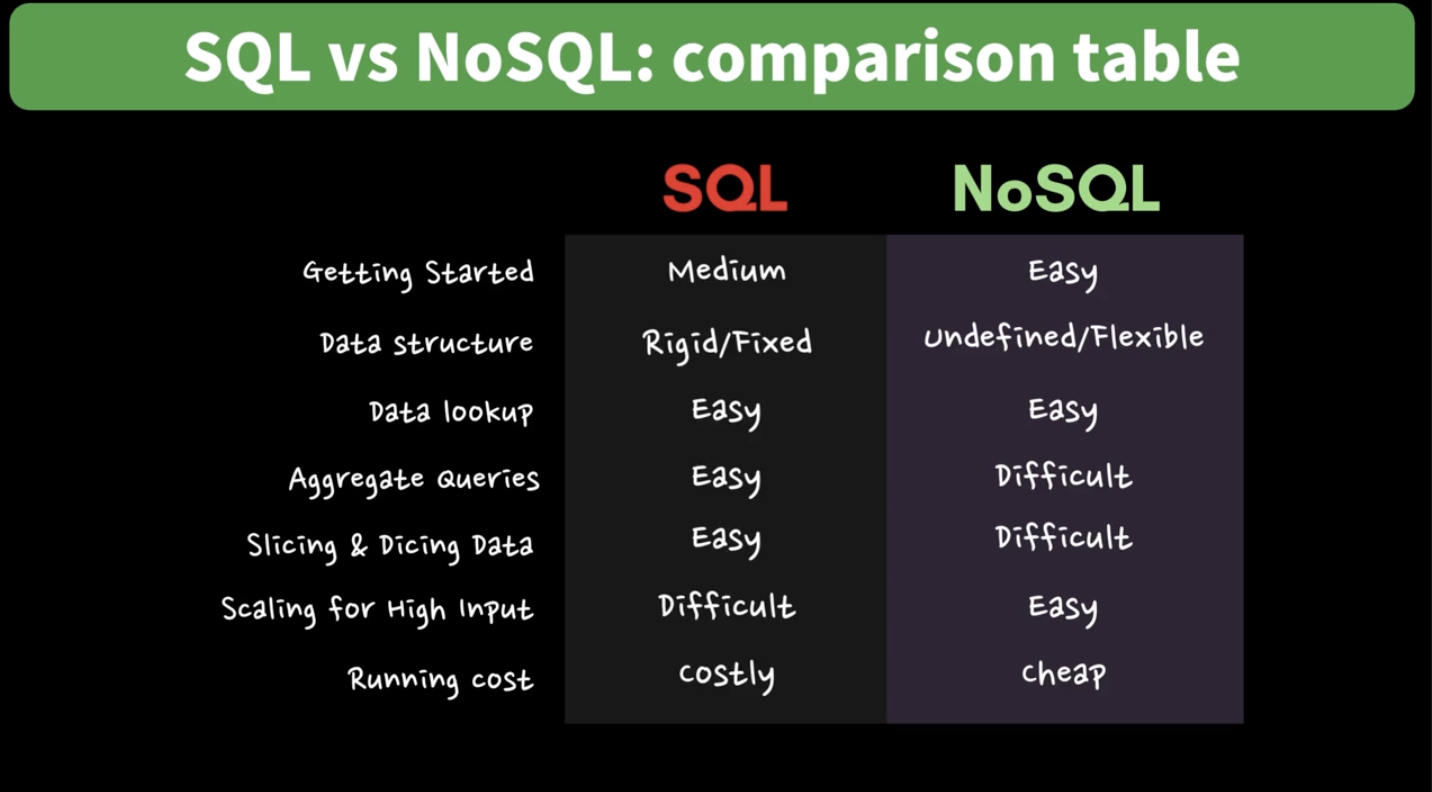 SQL vs NoSQL: comparison table
SQL NoSQL
Getting Started Medium Easy
Data structure Rigid/Fixed undefined/Flexible
Data lookup Easy Easy
Aggregate Queries Easy Difficult
Slicing & Dicing Data Easy Difficult
Scaling for High Input Difficult Easy
Running cost costly cheap